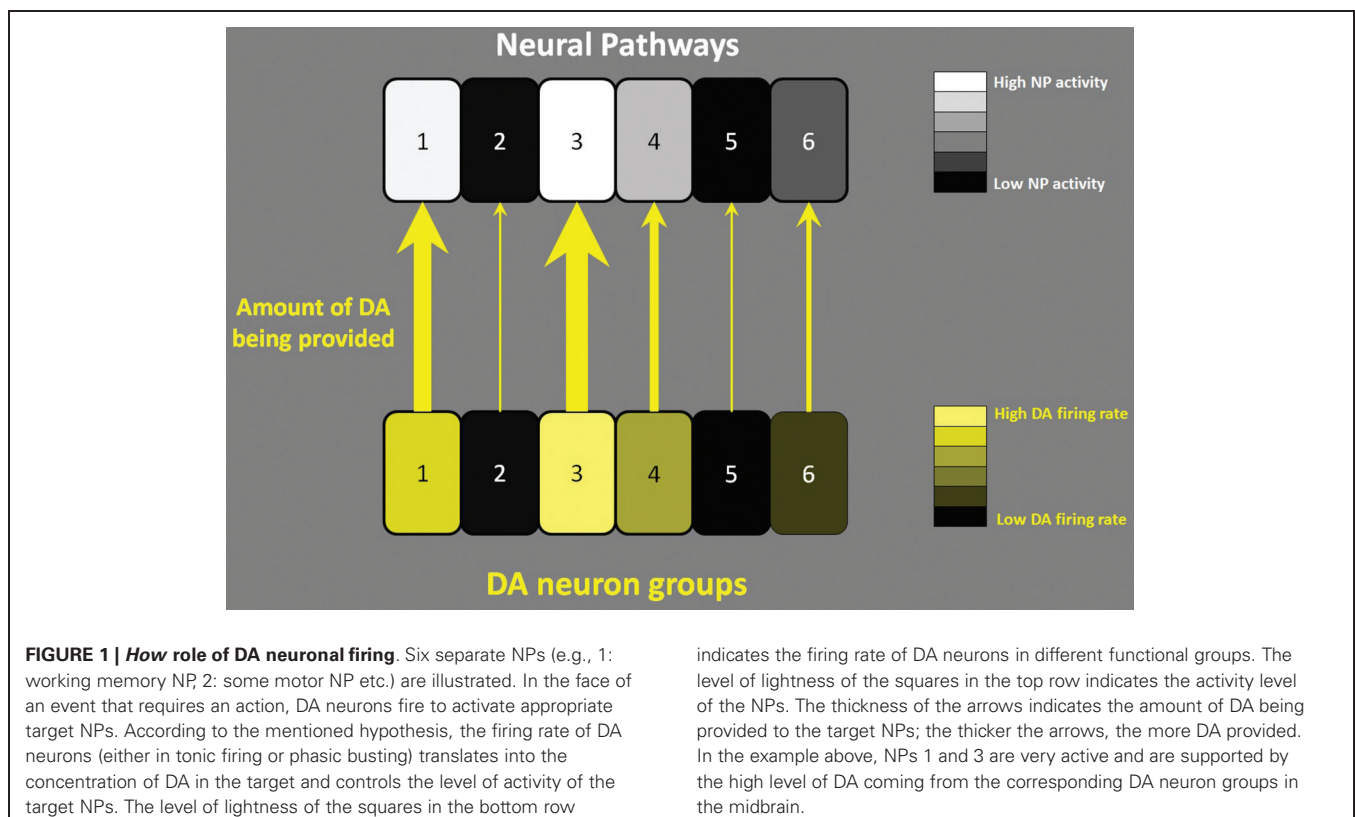 Neural Pathways
High NP activity
1 2 3 4 5 6
Low NP activity
Amount of DA
being provided
High DA firing rate
1 2 3 4 5 6
Low DA firing rate
DA neuron groups
FIGURE 1 | How role of DA neuronal firing. Six separate NPs (e.g., 1:
working memory NP, 2: some motor NP etc.) are illustrated. In the face of
an event that requires an action, DA neurons fire to activate appropriate
target NPs. According to the mentioned hypothesis, the firing rate of DA
neurons (either in tonic firing or phasic busting) translates into the
concentration of DA in the target and controls the level of activity of the
target NPs. The level of lightness of the squares in the bottom row
indicates the firing rate of DA neurons in different functional groups. The
level of lightness of the squares in the top row indicates the activity level
of the NPs. The thickness of the arrows indicates the amount of DA being
provided to the target NPs; the thicker the arrows, the more DA provided.
In the example above, NPs 1 and 3 are very active and are supported by
the high level of DA coming from the corresponding DA neuron groups in
the midbrain.